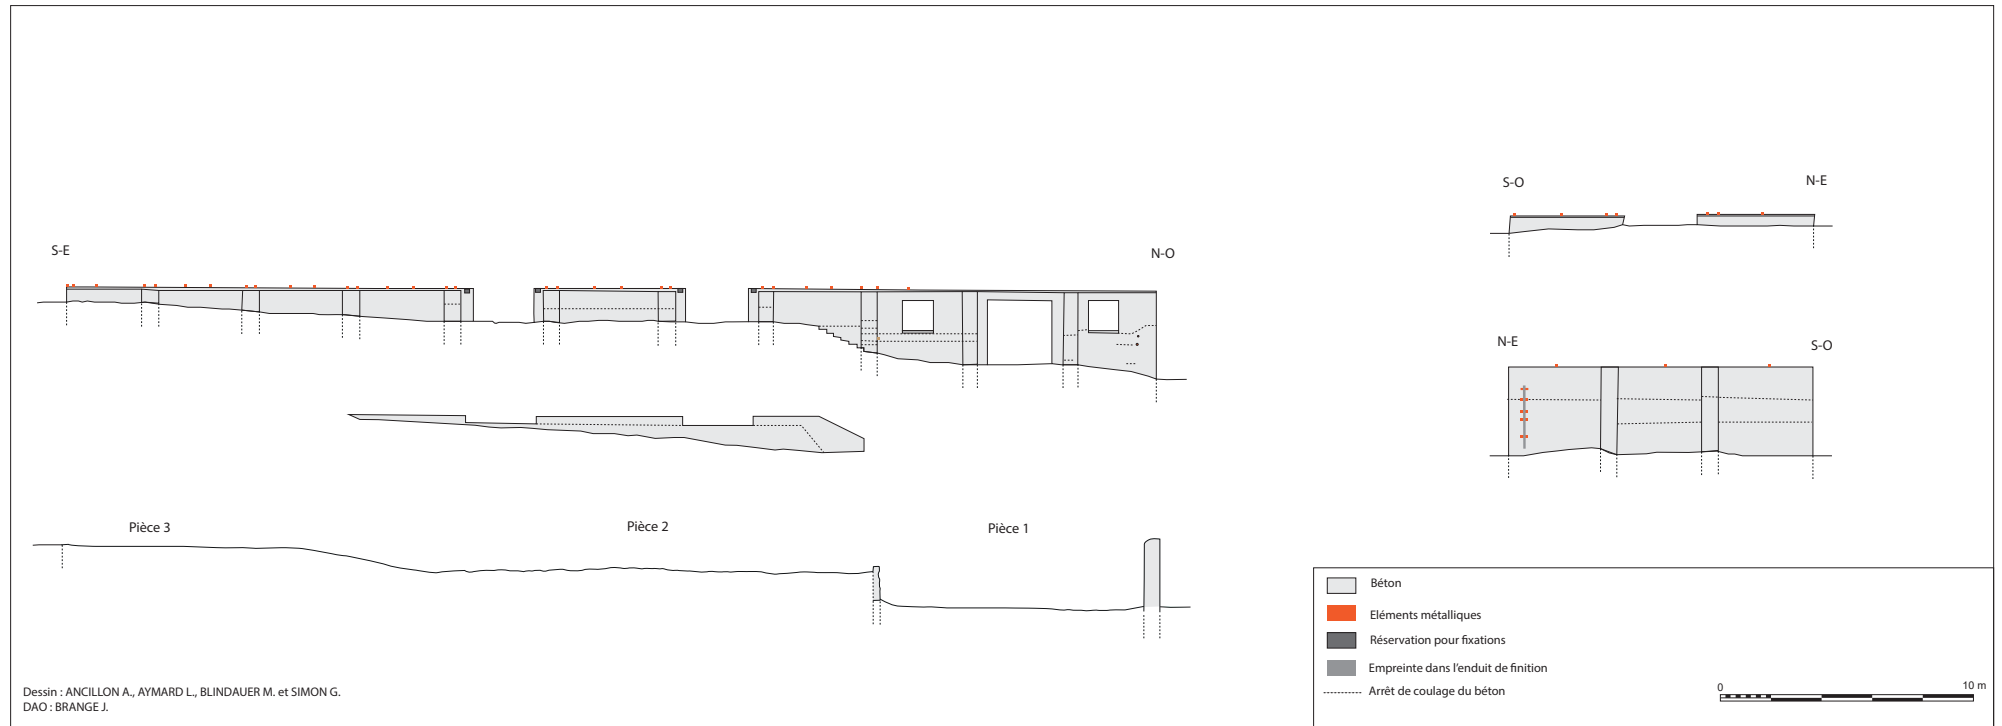 S-O
N-E
S-E
N-O
N-E
S-O
Pièce 3
Pièce 2
Pièce 1
Béton
Eléments métalliques
Réservation pour fixations
Empreinte dans l'enduit de finition
Arrêt de coulage du béton
0
10 m
Dessin : ANCILLON A., AYMARD L., BLINDAUER M. et SIMON G.
DAO : BRANGE J.